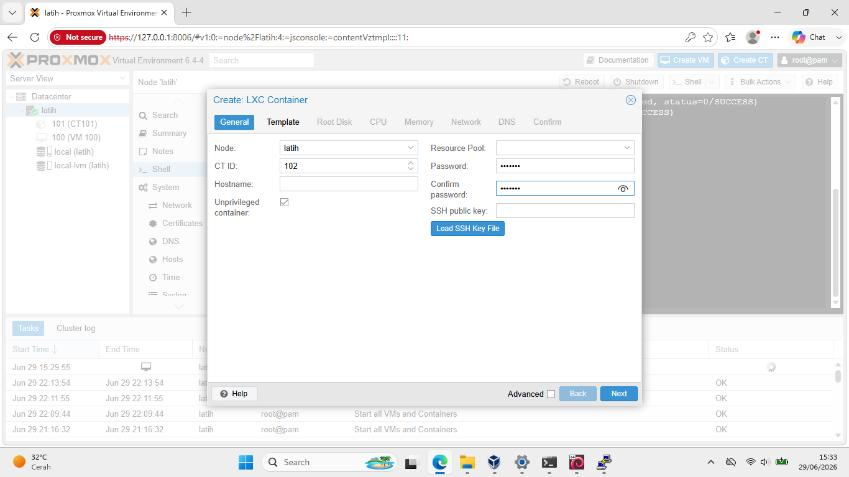 latih - Proxmox Virtual Environment
Not secure https://127.0.0.1:8006/#v1:0:=node%2Flatih:4:=jsconsole:=contentVztmpl::::11:
Chat
PROXMOX Virtual Environment 6.4-4 Search
Documentation Create VM Create CT root@pam
Server View
Node 'latih'
Reboot Shutdown Shell Bulk Actions Help
Datacenter
latih
101 (CT101)
100 (VM 100)
local (latih)
local-lvm (latih)
Search
Summary
Notes
Shell
System
Network
Certificates
DNS
Hosts
Time
Syslog
ed, status=0/SUCCESS)
CCESS)
Create: LXC Container
General Template Root Disk CPU Memory Network DNS Confirm
Node: latih
CT ID: 102
Hostname:
Unprivileged container:
Resource Pool:
Password: •••••••
Confirm password: •••••••
SSH public key:
Load SSH Key File
Help
Advanced Back Next
Tasks Cluster log
Start Time End Time Status
Jun 29 15:29:55
Jun 29 22:13:54 Jun 29 22:13:54 OK
Jun 29 22:11:55 Jun 29 22:11:55 OK
Jun 29 22:09:44 Jun 29 22:09:44 latih root@pam Start all VMs and Containers OK
Jun 29 21:16:32 Jun 29 21:16:32 latih root@pam Start all VMs and Containers OK
32°C
Cerah
Search
15:33
29/06/2026